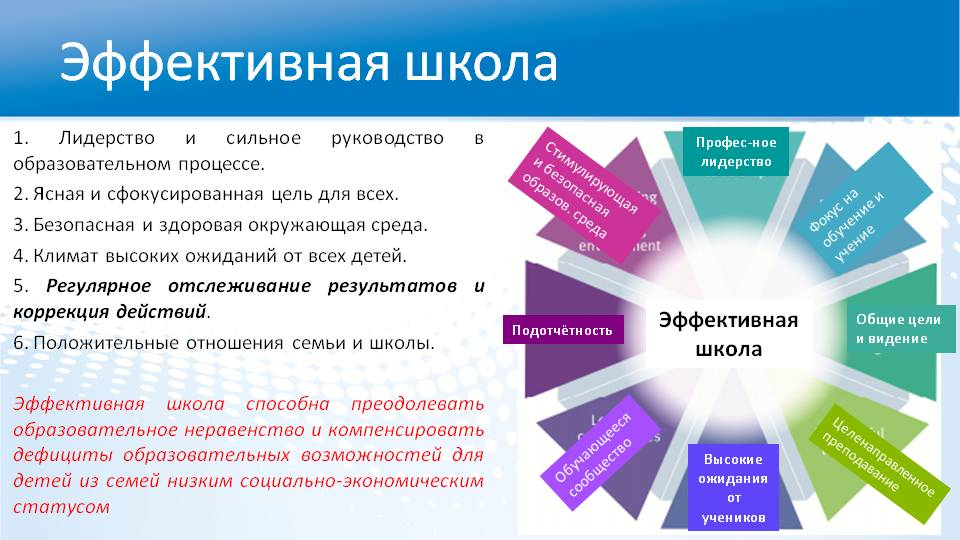 Эффективная школа
1. Лидерство и сильное руководство в
образовательном процессе.
2. Ясная и сфокусированная цель для всех.
3. Безопасная и здоровая окружающая среда.
4. Климат высоких ожиданий от всех детей.
5. Регулярное отслеживание результатов и
коррекция действий.
6. Положительные отношения семьи и школы.
Эффективная школа способна преодолевать
образовательное неравенство и компенсировать
дефициты образовательных возможностей для
детей из семей низким социально-экономическим
статусом
Профес-ное
лидерство
Фокус на
обучение и
учение
Общие цели
и видение
Целенаправленное
преподавание
Высокие
ожидания
от
учеников
Обучающееся
сообщество
Подотчётность
Стимулирующая
и безопасная
образов. среда
Эффективная
школа